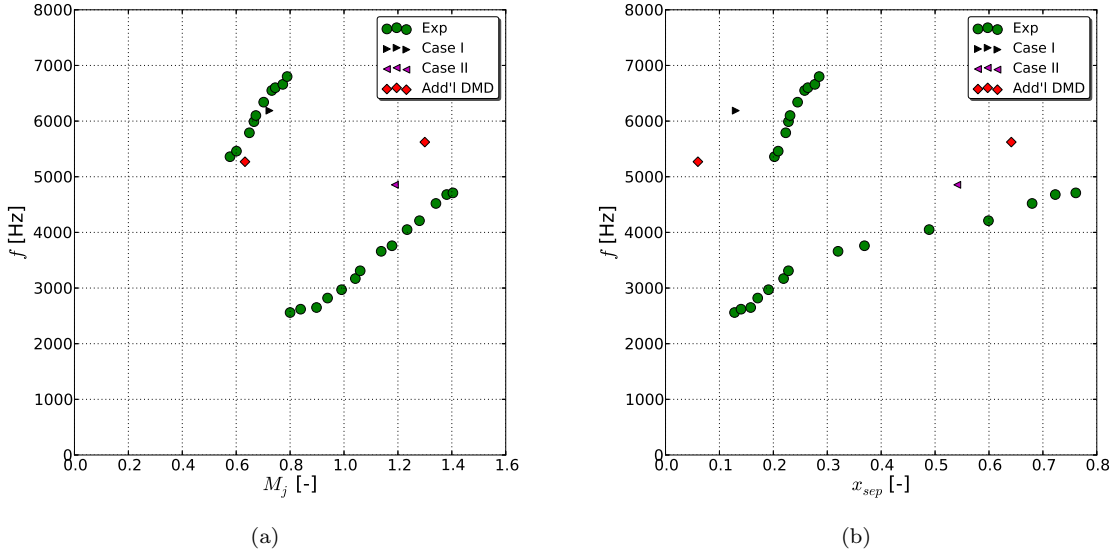 8000
7000
6000
5000
4000
3000
2000
1000
0
f [Hz]
0.0 0.2 0.4 0.6 0.8 1.0 1.2 1.4 1.6
M_j [-]
Exp
Case I
Case II
Add'l DMD
(a)
8000
7000
6000
5000
4000
3000
2000
1000
0
f [Hz]
0.0 0.1 0.2 0.3 0.4 0.5 0.6 0.7 0.8
x_sep [-]
Exp
Case I
Case II
Add'l DMD
(b)